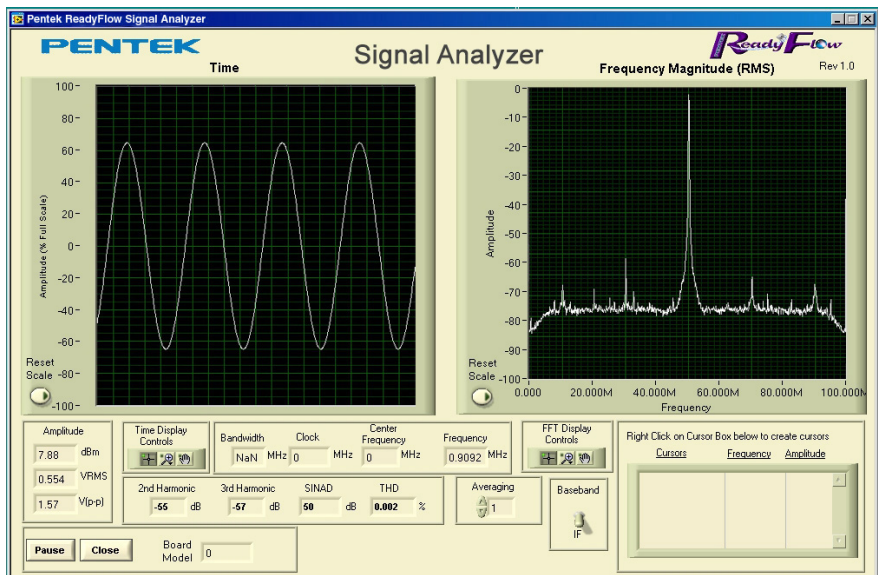 Pentek ReadyFlow Signal Analyzer
PENTEK
Signal Analyzer
ReadyFlow
Rev 1.0
Time
Amplitude (% Full Scale)
100
80
60
40
20
0
-20
-40
-60
-80
-100
Reset
Scale
Frequency Magnitude (RMS)
Amplitude
0
-10
-20
-30
-40
-50
-60
-70
-80
-90
-100
Reset
Scale
0.000 20.000M 40.000M 60.000M 80.000M 100.000M
Frequency
Amplitude
7.88 dBm
0.554 VRMS
1.57 V(p-p)
Time Display
Controls
Bandwidth
NaN MHz
Clock
0 MHz
Center
Frequency
0 MHz
Frequency
0.9092 MHz
FFT Display
Controls
Right Click on Cursor Box below to create cursors
Cursors Frequency Amplitude
2nd Harmonic
-55 dB
3rd Harmonic
-57 dB
SINAD
50 dB
THD
0.002 %
Averaging
1
Baseband
IF
Pause
Close
Board
Model
0